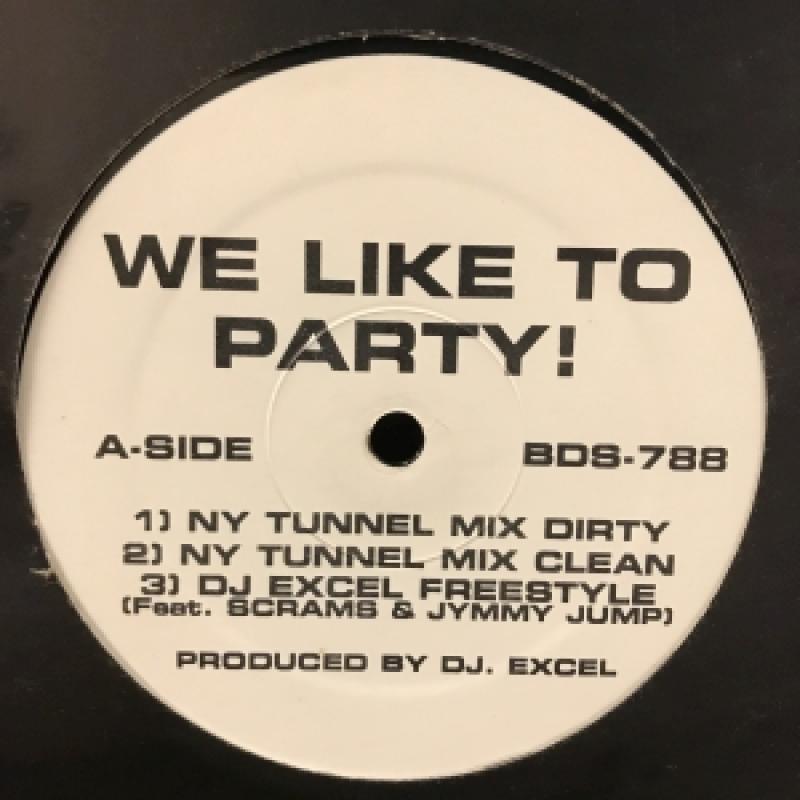 WE LIKE TO
PARTY!
A-SIDE BDS-788
1) NY TUNNEL MIX DIRTY
2) NY TUNNEL MIX CLEAN
3) DJ EXCEL FREESTYLE
(Feat. SCRAMS & JYMMY JUMP)
PRODUCED BY DJ. EXCEL